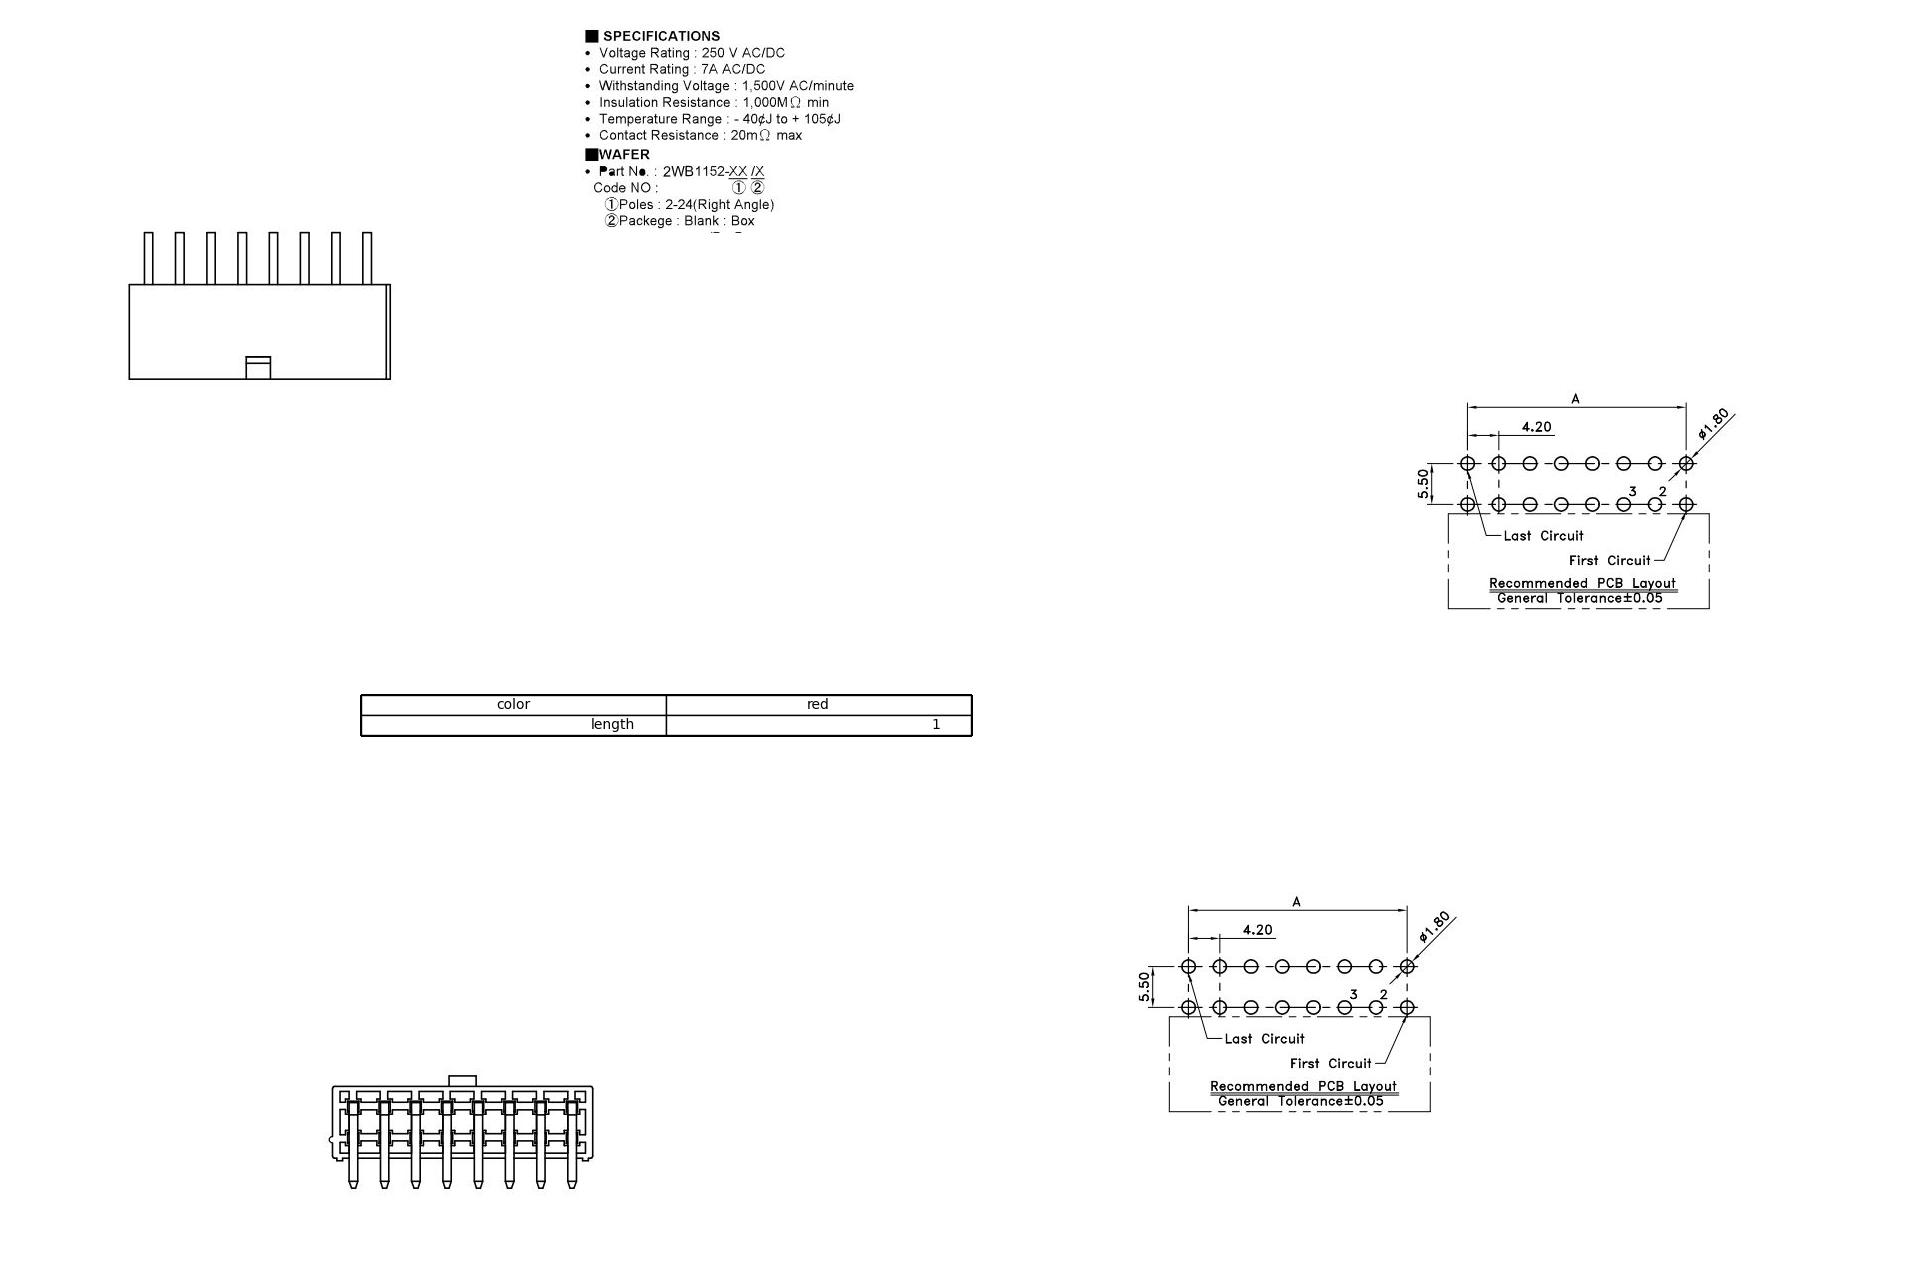 ■ SPECIFICATIONS
• Voltage Rating : 250 V AC/DC
• Current Rating : 7A AC/DC
• Withstanding Voltage : 1,500V AC/minute
• Insulation Resistance : 1,000MΩ min
• Temperature Range : - 40¢J to + 105¢J
• Contact Resistance : 20mΩ max
■WAFER
• Part No. : 2WB1152-XX /X
Code NO : ① ②
①Poles : 2-24(Right Angle)
②Packege : Blank : Box
A
4.20
ø1.80
5.50
3 2
Last Circuit
First Circuit
Recommended PCB Layout
General Tolerance±0.05
color red
length 1
A
4.20
ø1.80
5.50
3 2
Last Circuit
First Circuit
Recommended PCB Layout
General Tolerance±0.05